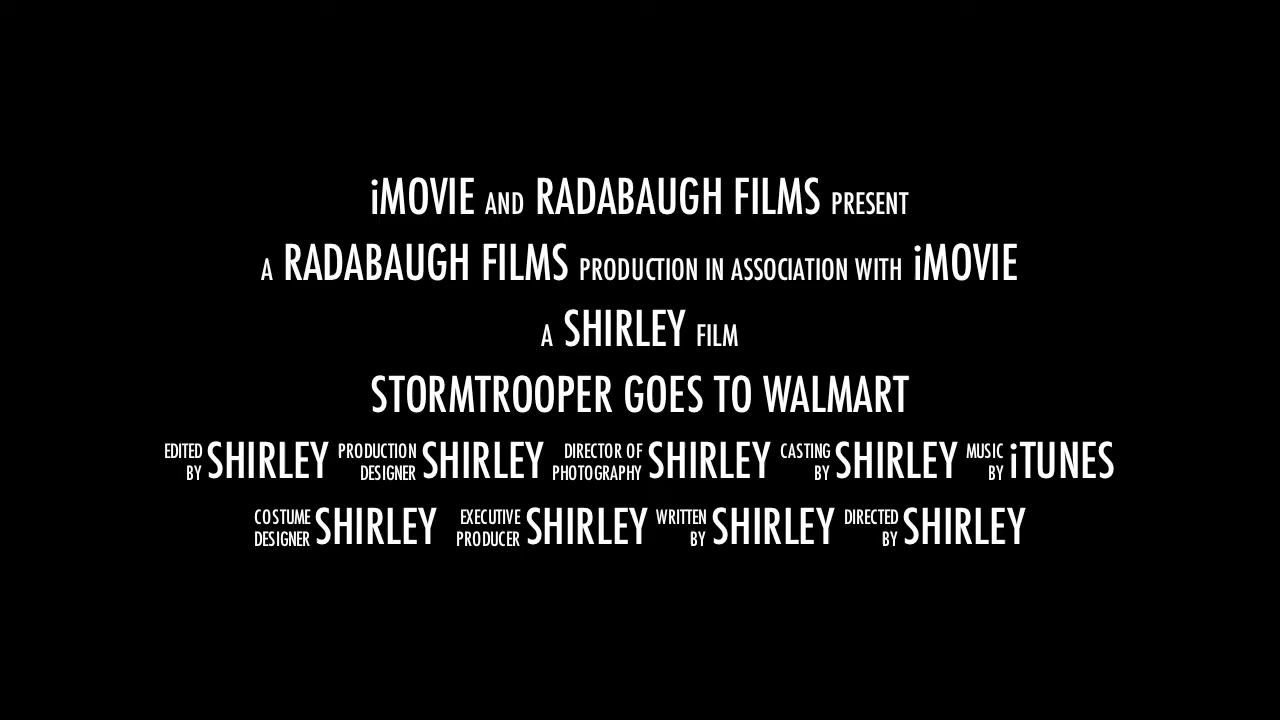 iMOVIE AND RADABAUGH FILMS PRESENT
A RADABAUGH FILMS PRODUCTION IN ASSOCIATION WITH iMOVIE
A SHIRLEY FILM
STORMTROOPER GOES TO WALMART
EDITED BY SHIRLEY PRODUCTION DESIGNER SHIRLEY DIRECTOR OF PHOTOGRAPHY SHIRLEY CASTING BY SHIRLEY MUSIC BY iTUNES
COSTUME DESIGNER SHIRLEY EXECUTIVE PRODUCER SHIRLEY WRITTEN BY SHIRLEY DIRECTED BY SHIRLEY